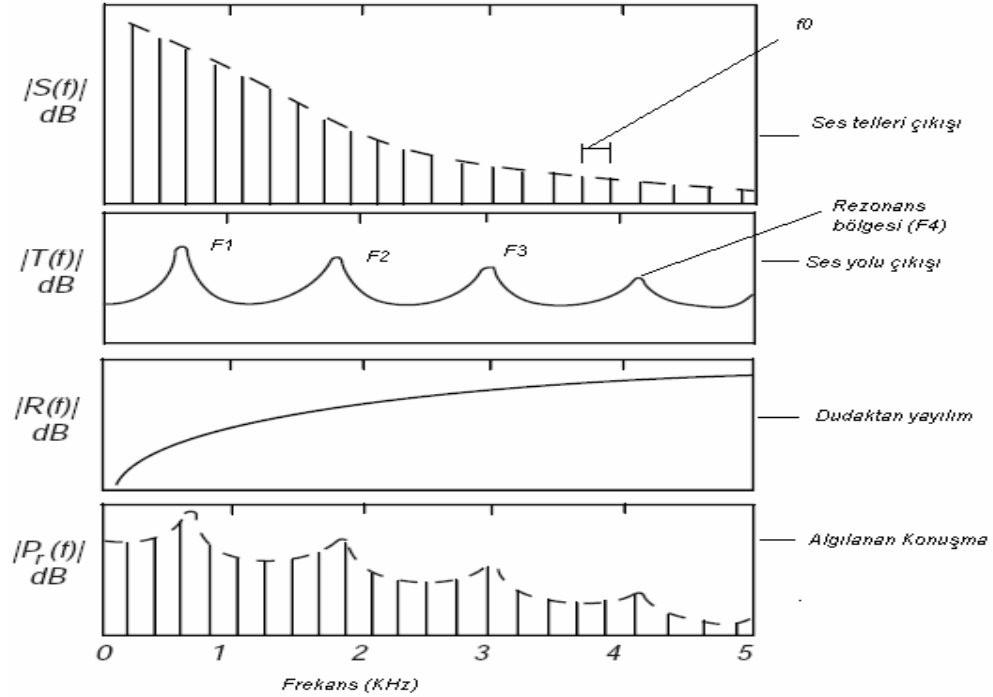 f0
|S(f)|
dB
Ses telleri çıkışı
Rezonans
bölgesi (F4)
F1
F2
F3
|T(f)|
dB
Ses yolu çıkışı
|R(f)|
dB
Dudaktan yayılım
|Pr(f)|
dB
Algılanan Konuşma
0 1 2 3 4 5
Frekans (KHz)